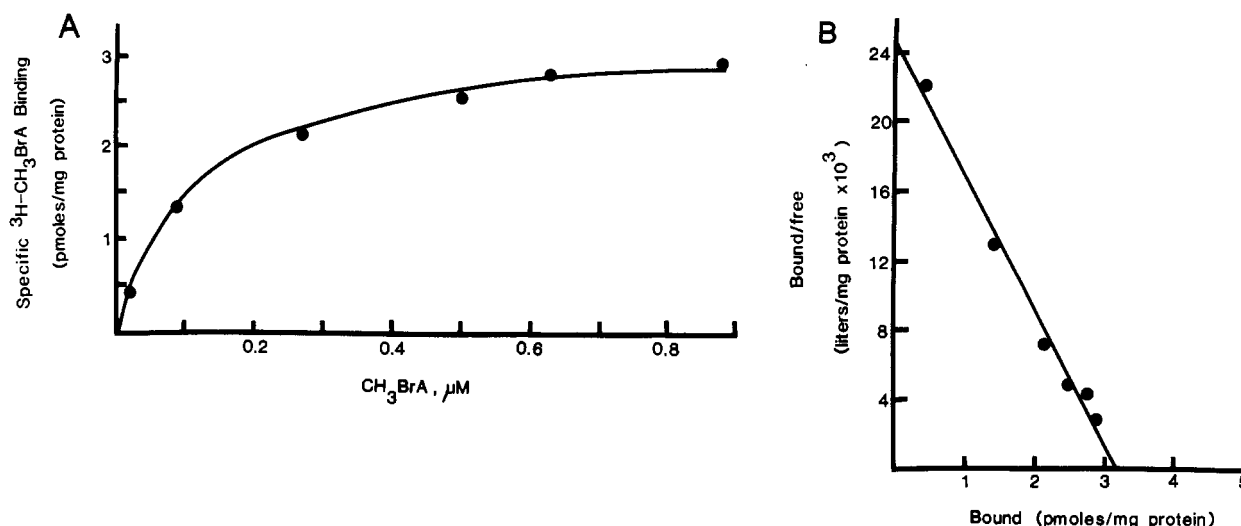 A
Specific ³H-CH₃BrA Binding
(pmoles/mg protein)
3
2
1
0.2
0.4
0.6
0.8
CH₃BrA, μM
B
Bound/free
(liters/mg protein x10³)
24
20
16
12
8
4
1
2
3
4
5
Bound (pmoles/mg protein)